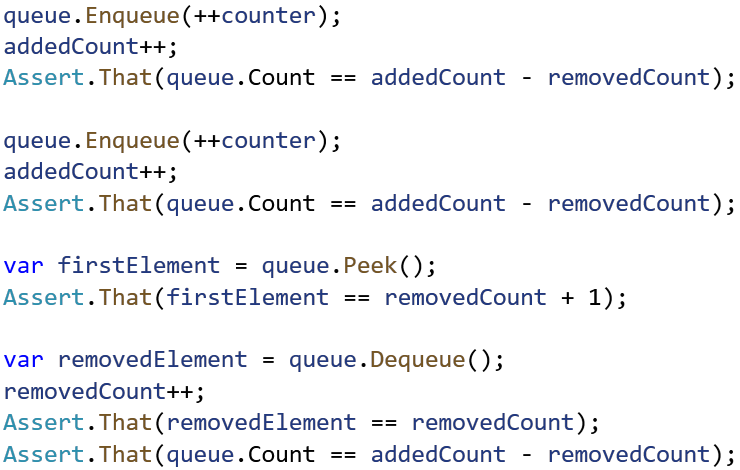 queue.Enqueue(++counter);
addedCount++;
Assert.That(queue.Count == addedCount - removedCount);
queue.Enqueue(++counter);
addedCount++;
Assert.That(queue.Count == addedCount - removedCount);
var firstElement = queue.Peek();
Assert.That(firstElement == removedCount + 1);
var removedElement = queue.Dequeue();
removedCount++;
Assert.That(removedElement == removedCount);
Assert.That(queue.Count == addedCount - removedCount);